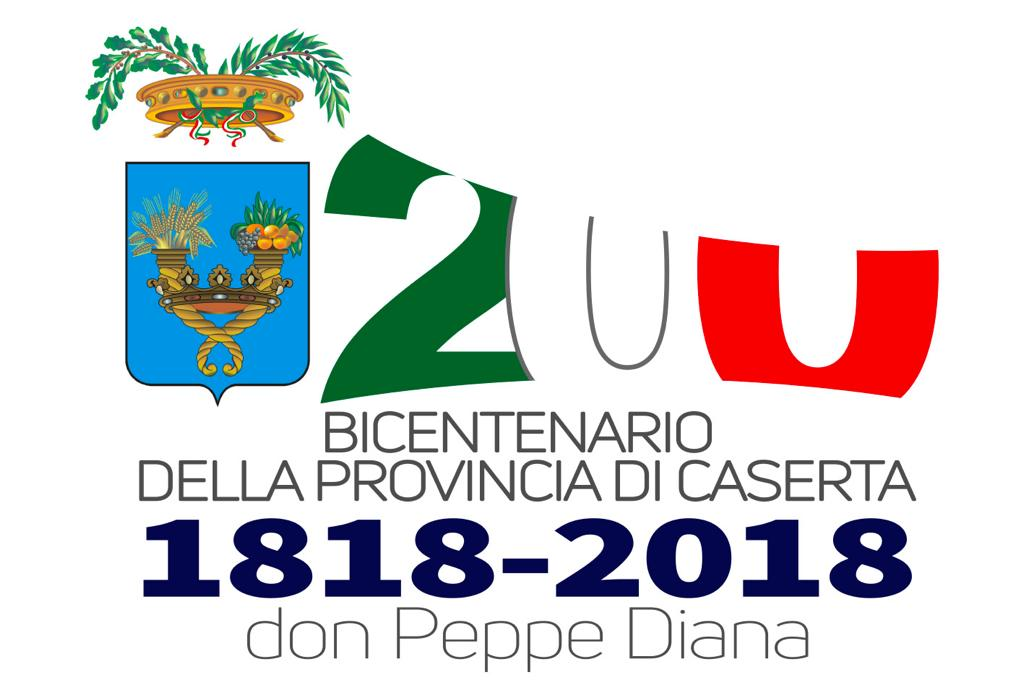 200
BICENTENARIO
DELLA PROVINCIA DI CASERTA
1818-2018
don Peppe Diana